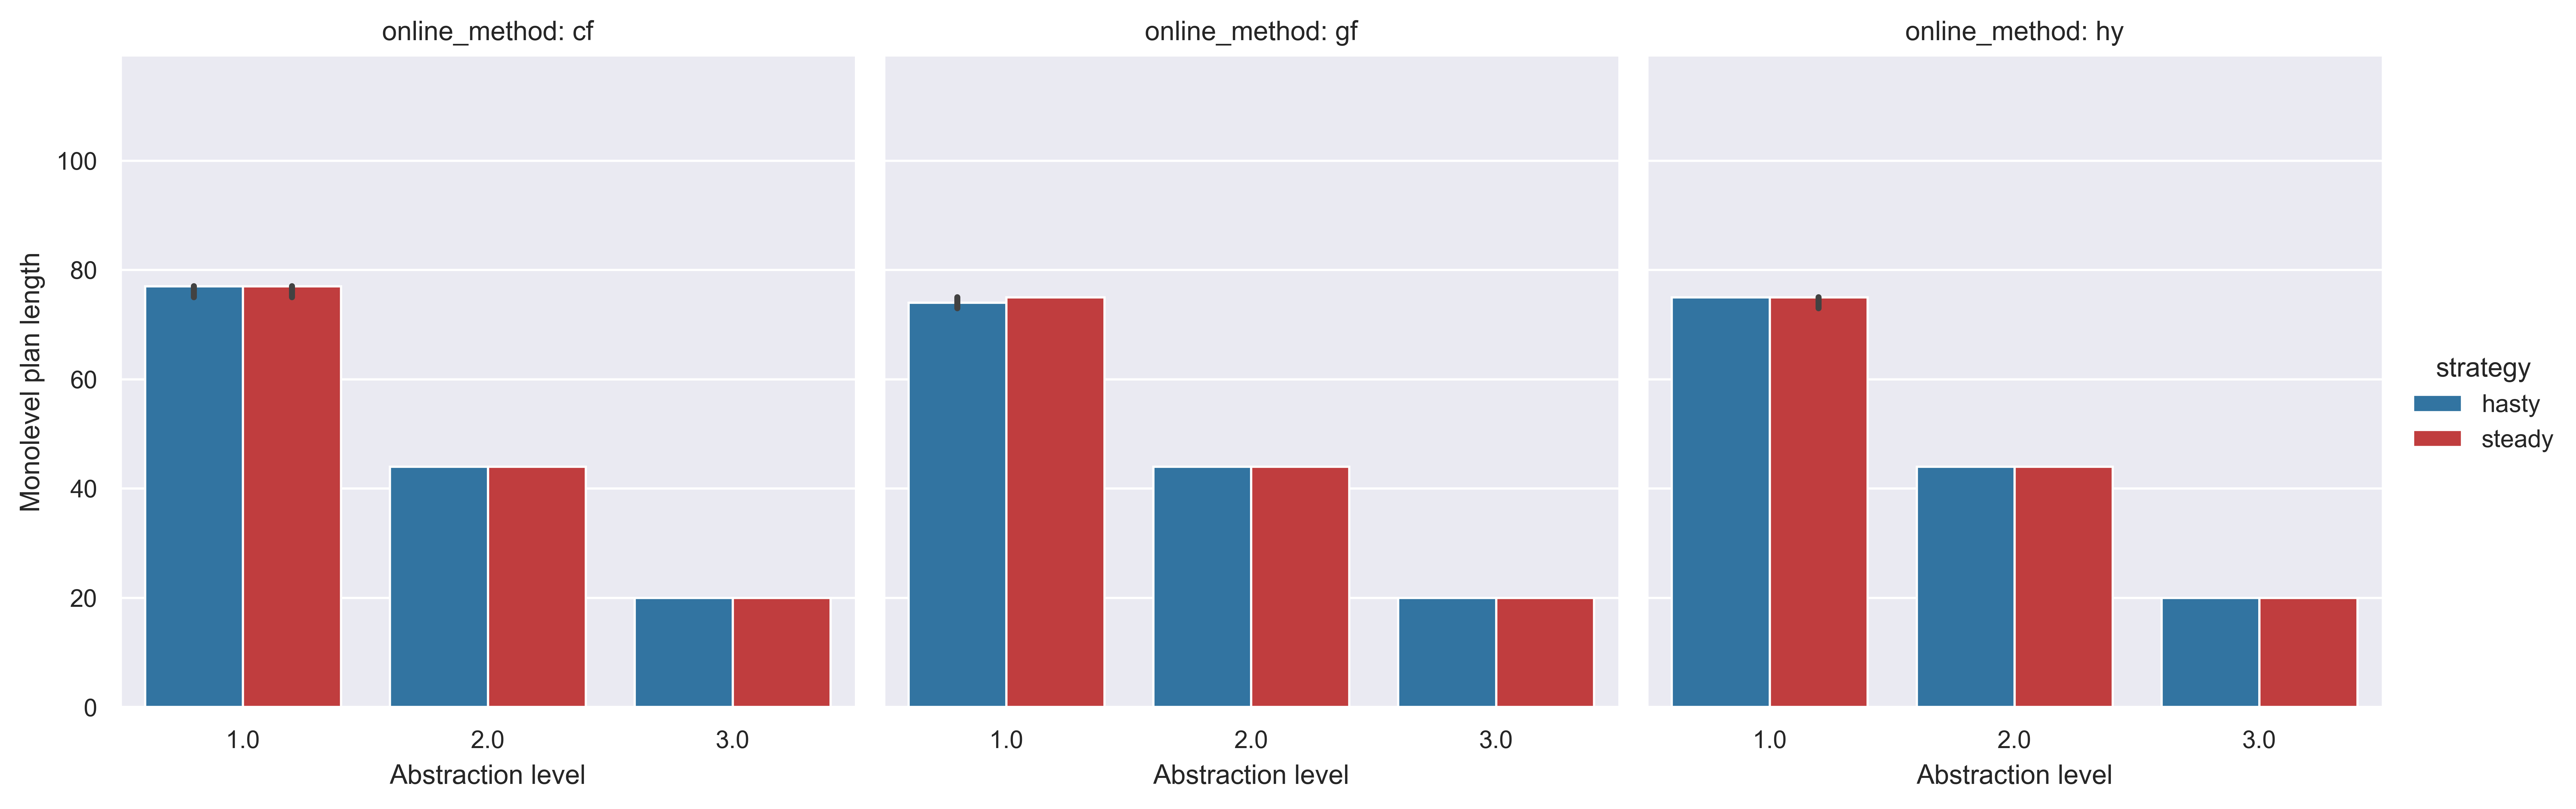 online_method: cf
online_method: gf
online_method: hy
Monolevel plan length
100
80
60
40
20
0
1.0 2.0 3.0
1.0 2.0 3.0
1.0 2.0 3.0
Abstraction level
Abstraction level
Abstraction level
strategy
hasty
steady